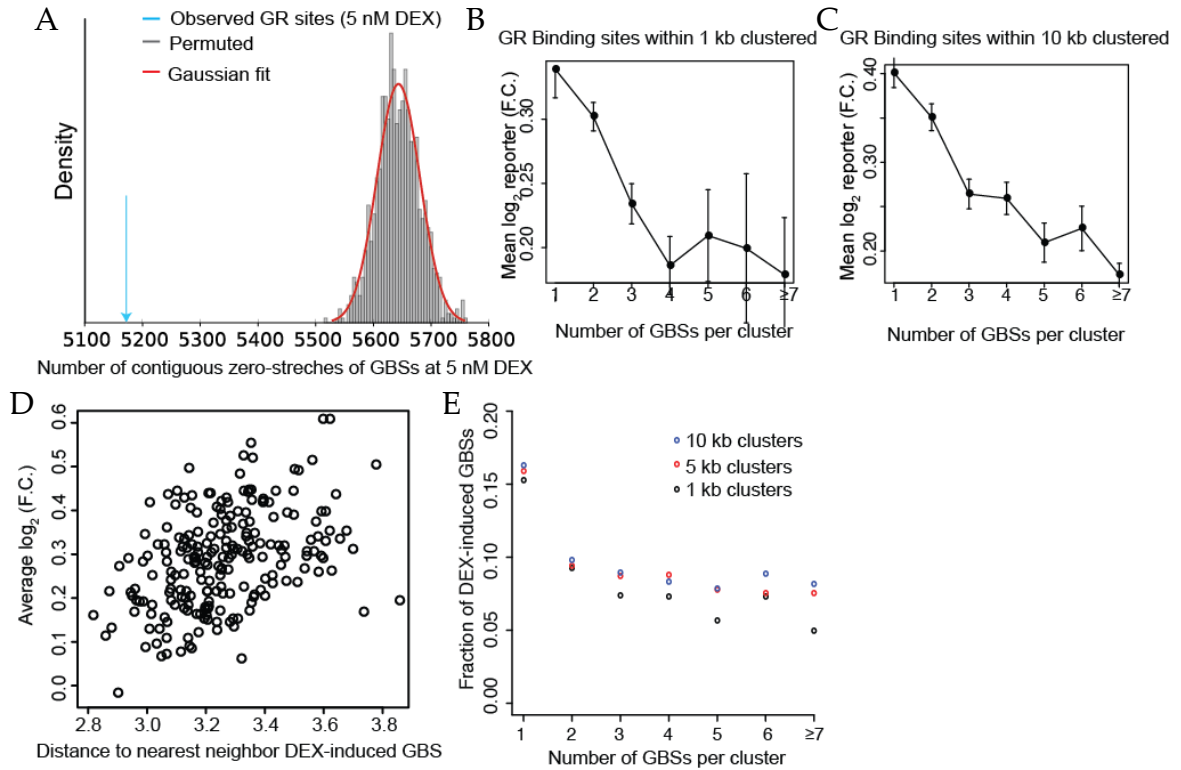 A
Observed GR sites (5 nM DEX)
Permuted
Gaussian fit
Density
5100 5200 5300 5400 5500 5600 5700 5800
Number of contiguous zero-streches of GBSs at 5 nM DEX
B
GR Binding sites within 1 kb clustered
Mean log2 reporter (F.C.)
0.30
0.25
0.20
1 2 3 4 5 6 ≥7
Number of GBSs per cluster
C
GR Binding sites within 10 kb clustered
Mean log2 reporter (F.C.)
0.40
0.30
0.20
1 2 3 4 5 6 ≥7
Number of GBSs per cluster
D
Average log2 (F.C.)
0.6
0.5
0.4
0.3
0.2
0.1
0.0
2.8 3.0 3.2 3.4 3.6 3.8
Distance to nearest neighbor DEX-induced GBS
E
Fraction of DEX-induced GBSs
0.20
0.15
0.10
0.05
0.00
10 kb clusters
5 kb clusters
1 kb clusters
1 2 3 4 5 6 ≥7
Number of GBSs per cluster